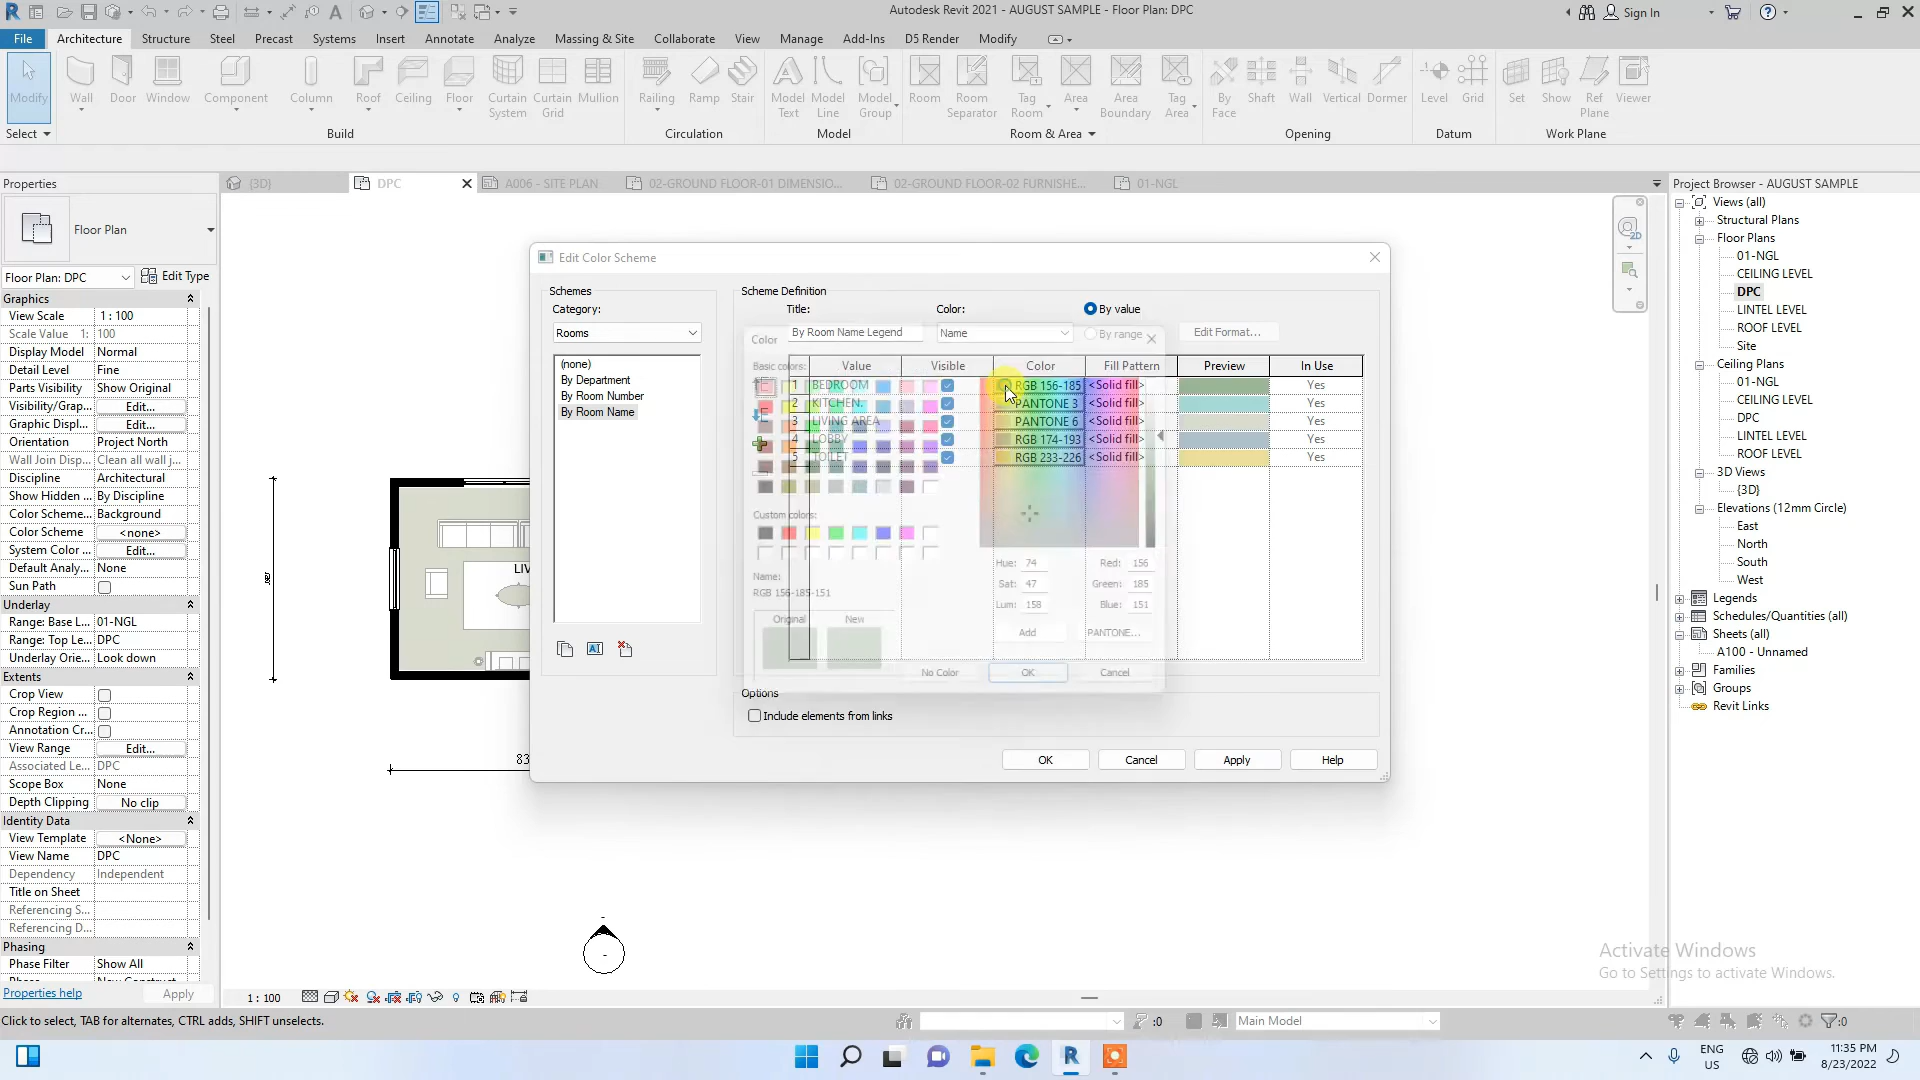 Autodesk Revit 2021 - AUGUST SAMPLE - Floor Plan: DPC
Sign In
File Architecture Structure Steel Precast Systems Insert Annotate Analyze Massing & Site Collaborate View Manage Add-Ins D5 Render Modify
Modify Wall Door Window Component Column Roof Ceiling Floor Curtain System Curtain Grid Mullion Railing Ramp Stair Model Text Model Line Model Group Room Room Separator Tag Room Area Area Boundary Tag Area By Face Shaft Wall Vertical Dormer Level Grid Set Show Ref Plane Viewer
Select Build Circulation Model Room & Area Opening Datum Work Plane
Properties
{3D} DPC A006 - SITE PLAN 02-GROUND FLOOR-01 DIMENSIO... 02-GROUND FLOOR-02 FURNISHE... 01-NGL
Floor Plan
Floor Plan: DPC Edit Type
Graphics
View Scale 1 : 100
Scale Value 1: 100
Display Model Normal
Detail Level Fine
Parts Visibility Show Original
Visibility/Grap... Edit...
Graphic Displ... Edit...
Orientation Project North
Wall Join Disp... Clean all wall j...
Discipline Architectural
Show Hidden ... By Discipline
Color Scheme... Background
Color Scheme <none>
System Color ... Edit...
Default Analy... None
Sun Path
Underlay
Range: Base L... 01-NGL
Range: Top Le... DPC
Underlay Orie... Look down
Extents
Crop View
Crop Region ...
Annotation Cr...
View Range Edit...
Associated Le... DPC
Scope Box None
Depth Clipping No clip
Identity Data
View Template <None>
View Name DPC
Dependency Independent
Title on Sheet
Referencing S...
Referencing D...
Phasing
Phase Filter Show All
Properties help Apply
LIV
83
Edit Color Scheme
Schemes
Category:
Rooms
(none)
By Department
By Room Number
By Room Name
Scheme Definition
Title: Color: By value
By Room Name Legend Name By range Edit Format...
Value Visible Color Fill Pattern Preview In Use
1 BEDROOM RGB 156-185 <Solid fill> Yes
2 KITCHEN. PANTONE 3 <Solid fill> Yes
3 LIVING AREA PANTONE 6 <Solid fill> Yes
4 LOBBY RGB 174-193 <Solid fill> Yes
5 TOILET RGB 233-226 <Solid fill> Yes
Color
Basic colors:
Custom colors:
Name:
RGB 156-185-151
Original New
Hue: 74 Red: 156
Sat: 47 Green: 185
Lum: 158 Blue: 151
Add PANTONE...
No Color OK Cancel
Options
Include elements from links
OK Cancel Apply Help
Project Browser - AUGUST SAMPLE
Views (all)
Structural Plans
Floor Plans
01-NGL
CEILING LEVEL
DPC
LINTEL LEVEL
ROOF LEVEL
Site
Ceiling Plans
01-NGL
CEILING LEVEL
DPC
LINTEL LEVEL
ROOF LEVEL
3D Views
{3D}
Elevations (12mm Circle)
East
North
South
West
Legends
Schedules/Quantities (all)
Sheets (all)
A100 - Unnamed
Families
Groups
Revit Links
Activate Windows
Go to Settings to activate Windows.
1 : 100
Click to select, TAB for alternates, CTRL adds, SHIFT unselects.
:0 Main Model :0
ENG
US
11:35 PM
8/23/2022